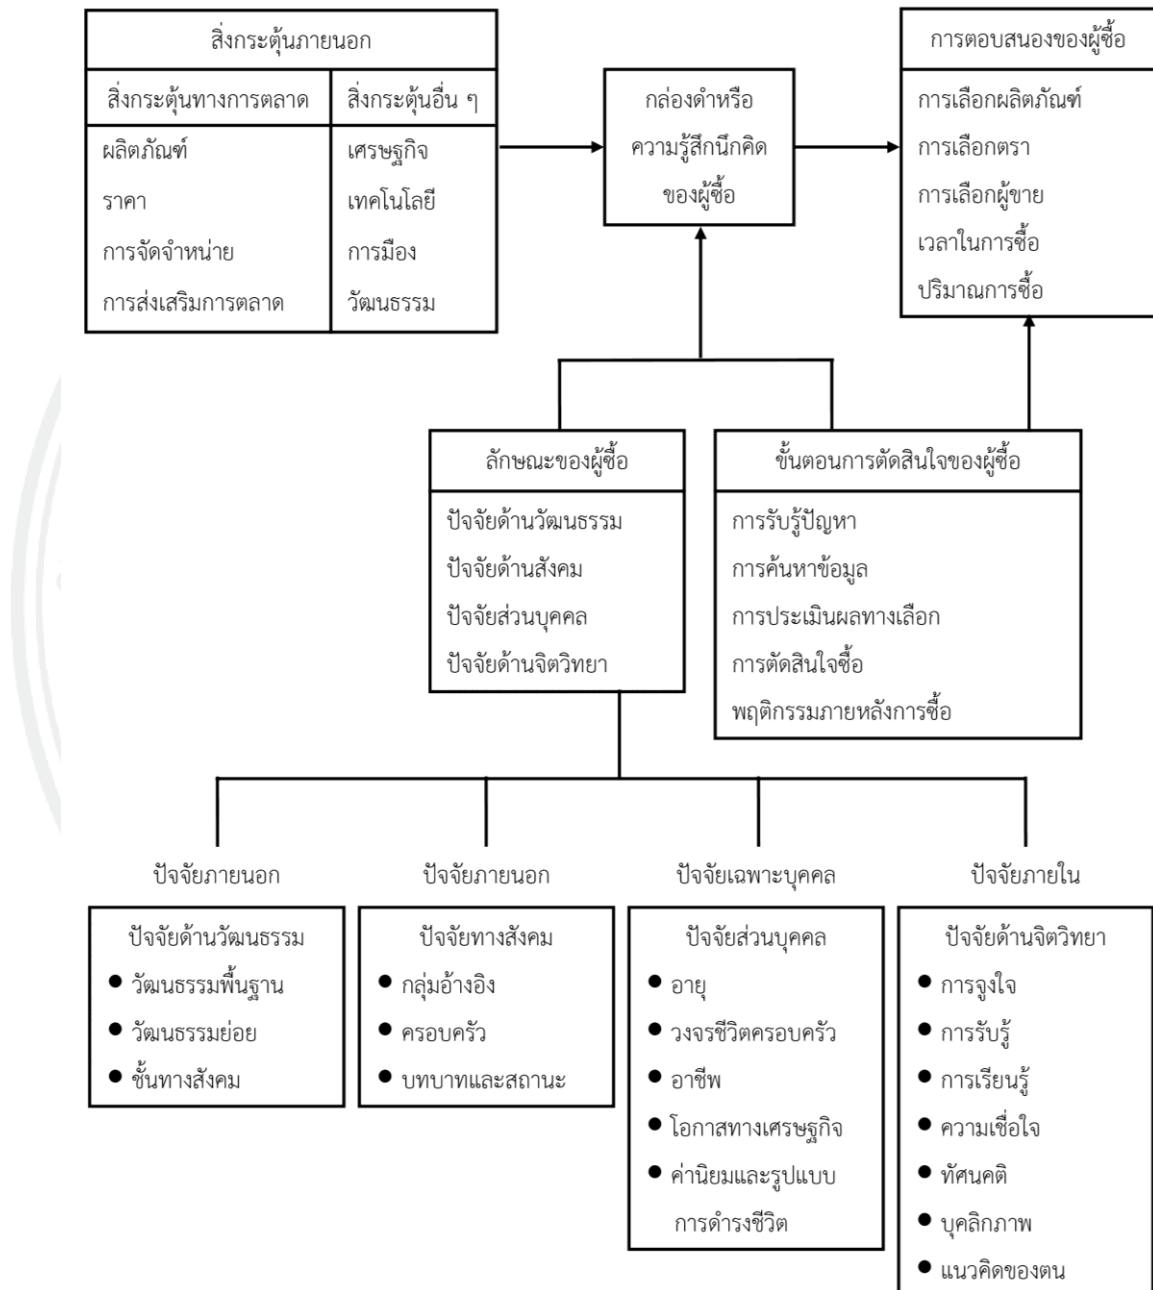 สิ่งกระตุ้นภายนอก
สิ่งกระตุ้นทางการตลาด
ผลิตภัณฑ์
ราคา
การจัดจำหน่าย
การส่งเสริมการตลาด
สิ่งกระตุ้นอื่น ๆ
เศรษฐกิจ
เทคโนโลยี
การมือง
วัฒนธรรม
กล่องดำหรือ
ความรู้สึกนึกคิด
ของผู้ซื้อ
การตอบสนองของผู้ซื้อ
การเลือกผลิตภัณฑ์
การเลือกตรา
การเลือกผู้ขาย
เวลาในการซื้อ
ปริมาณการซื้อ
ลักษณะของผู้ซื้อ
ปัจจัยด้านวัฒนธรรม
ปัจจัยด้านสังคม
ปัจจัยส่วนบุคคล
ปัจจัยด้านจิตวิทยา
ขั้นตอนการตัดสินใจของผู้ซื้อ
การรับรู้ปัญหา
การค้นหาข้อมูล
การประเมินผลทางเลือก
การตัดสินใจซื้อ
พฤติกรรมภายหลังการซื้อ
ปัจจัยภายนอก
ปัจจัยด้านวัฒนธรรม
● วัฒนธรรมพื้นฐาน
● วัฒนธรรมย่อย
● ชั้นทางสังคม
ปัจจัยภายนอก
ปัจจัยทางสังคม
● กลุ่มอ้างอิง
● ครอบครัว
● บทบาทและสถานะ
ปัจจัยเฉพาะบุคคล
ปัจจัยส่วนบุคคล
● อายุ
● วงจรชีวิตครอบครัว
● อาชีพ
● โอกาสทางเศรษฐกิจ
● ค่านิยมและรูปแบบ
การดำรงชีวิต
ปัจจัยภายใน
ปัจจัยด้านจิตวิทยา
● การจูงใจ
● การรับรู้
● การเรียนรู้
● ความเชื่อใจ
● ทัศนคติ
● บุคลิกภาพ
● แนวคิดของตน